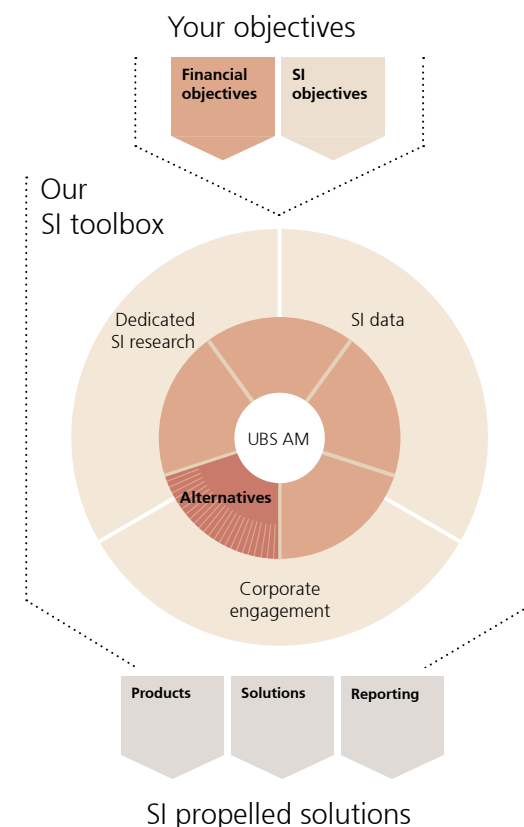 Your objectives
Financial
objectives
SI
objectives
Our
SI toolbox
Dedicated
SI research
SI data
UBS AM
Alternatives
Corporate
engagement
Products
Solutions
Reporting
SI propelled solutions